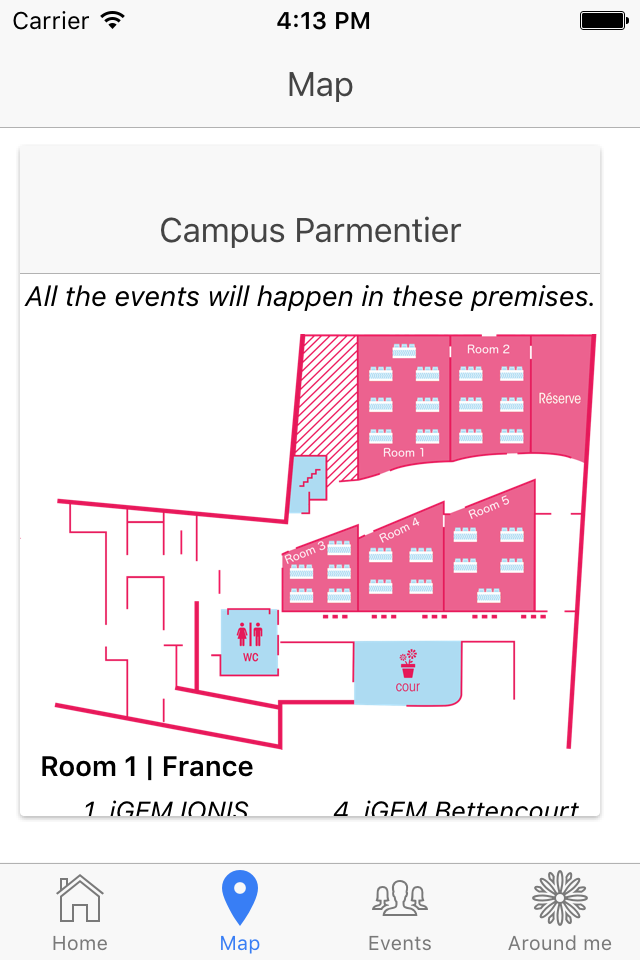 Carrier 4:13 PM
Map
Campus Parmentier
All the events will happen in these premises.
Room 2
Réserve
Room 1
Room 5
Room 4
Room 3
WC
cour
Room 1 | France
1. iGEM IONIS 4. iGEM Bettencourt
Home Map Events Around me